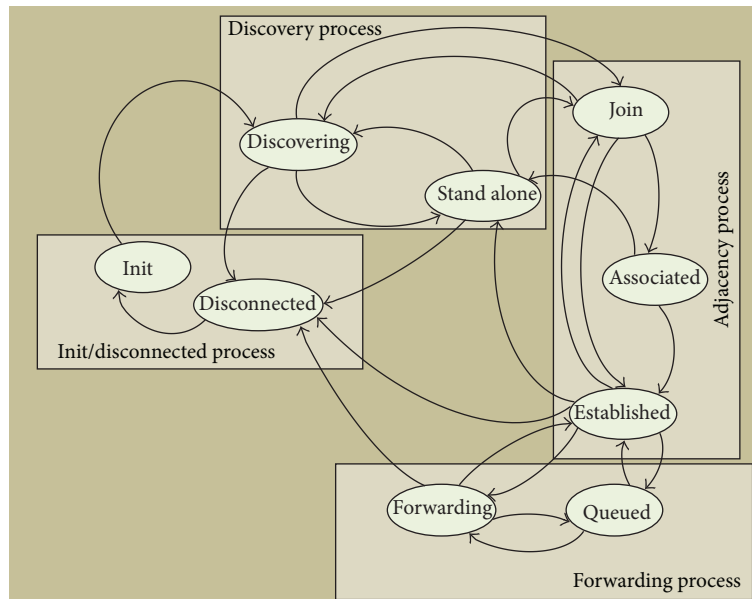 Discovery process
Join
Discovering
Stand alone
Adjacency process
Init
Associated
Disconnected
Init/disconnected process
Established
Forwarding
Queued
Forwarding process